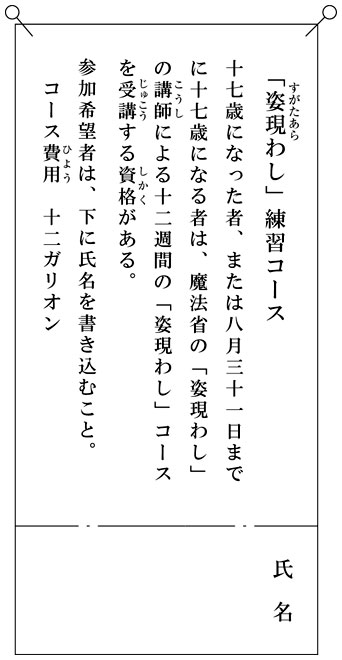 「姿現わし」練習コース
十七歳になった者、または八月三十一日まで
に十七歳になる者は、魔法省の「姿現わし」
の講師による十二週間の「姿現わし」コース
を受講する資格がある。
参加希望者は、下に氏名を書き込むこと。
コース費用　十二ガリオン
氏名